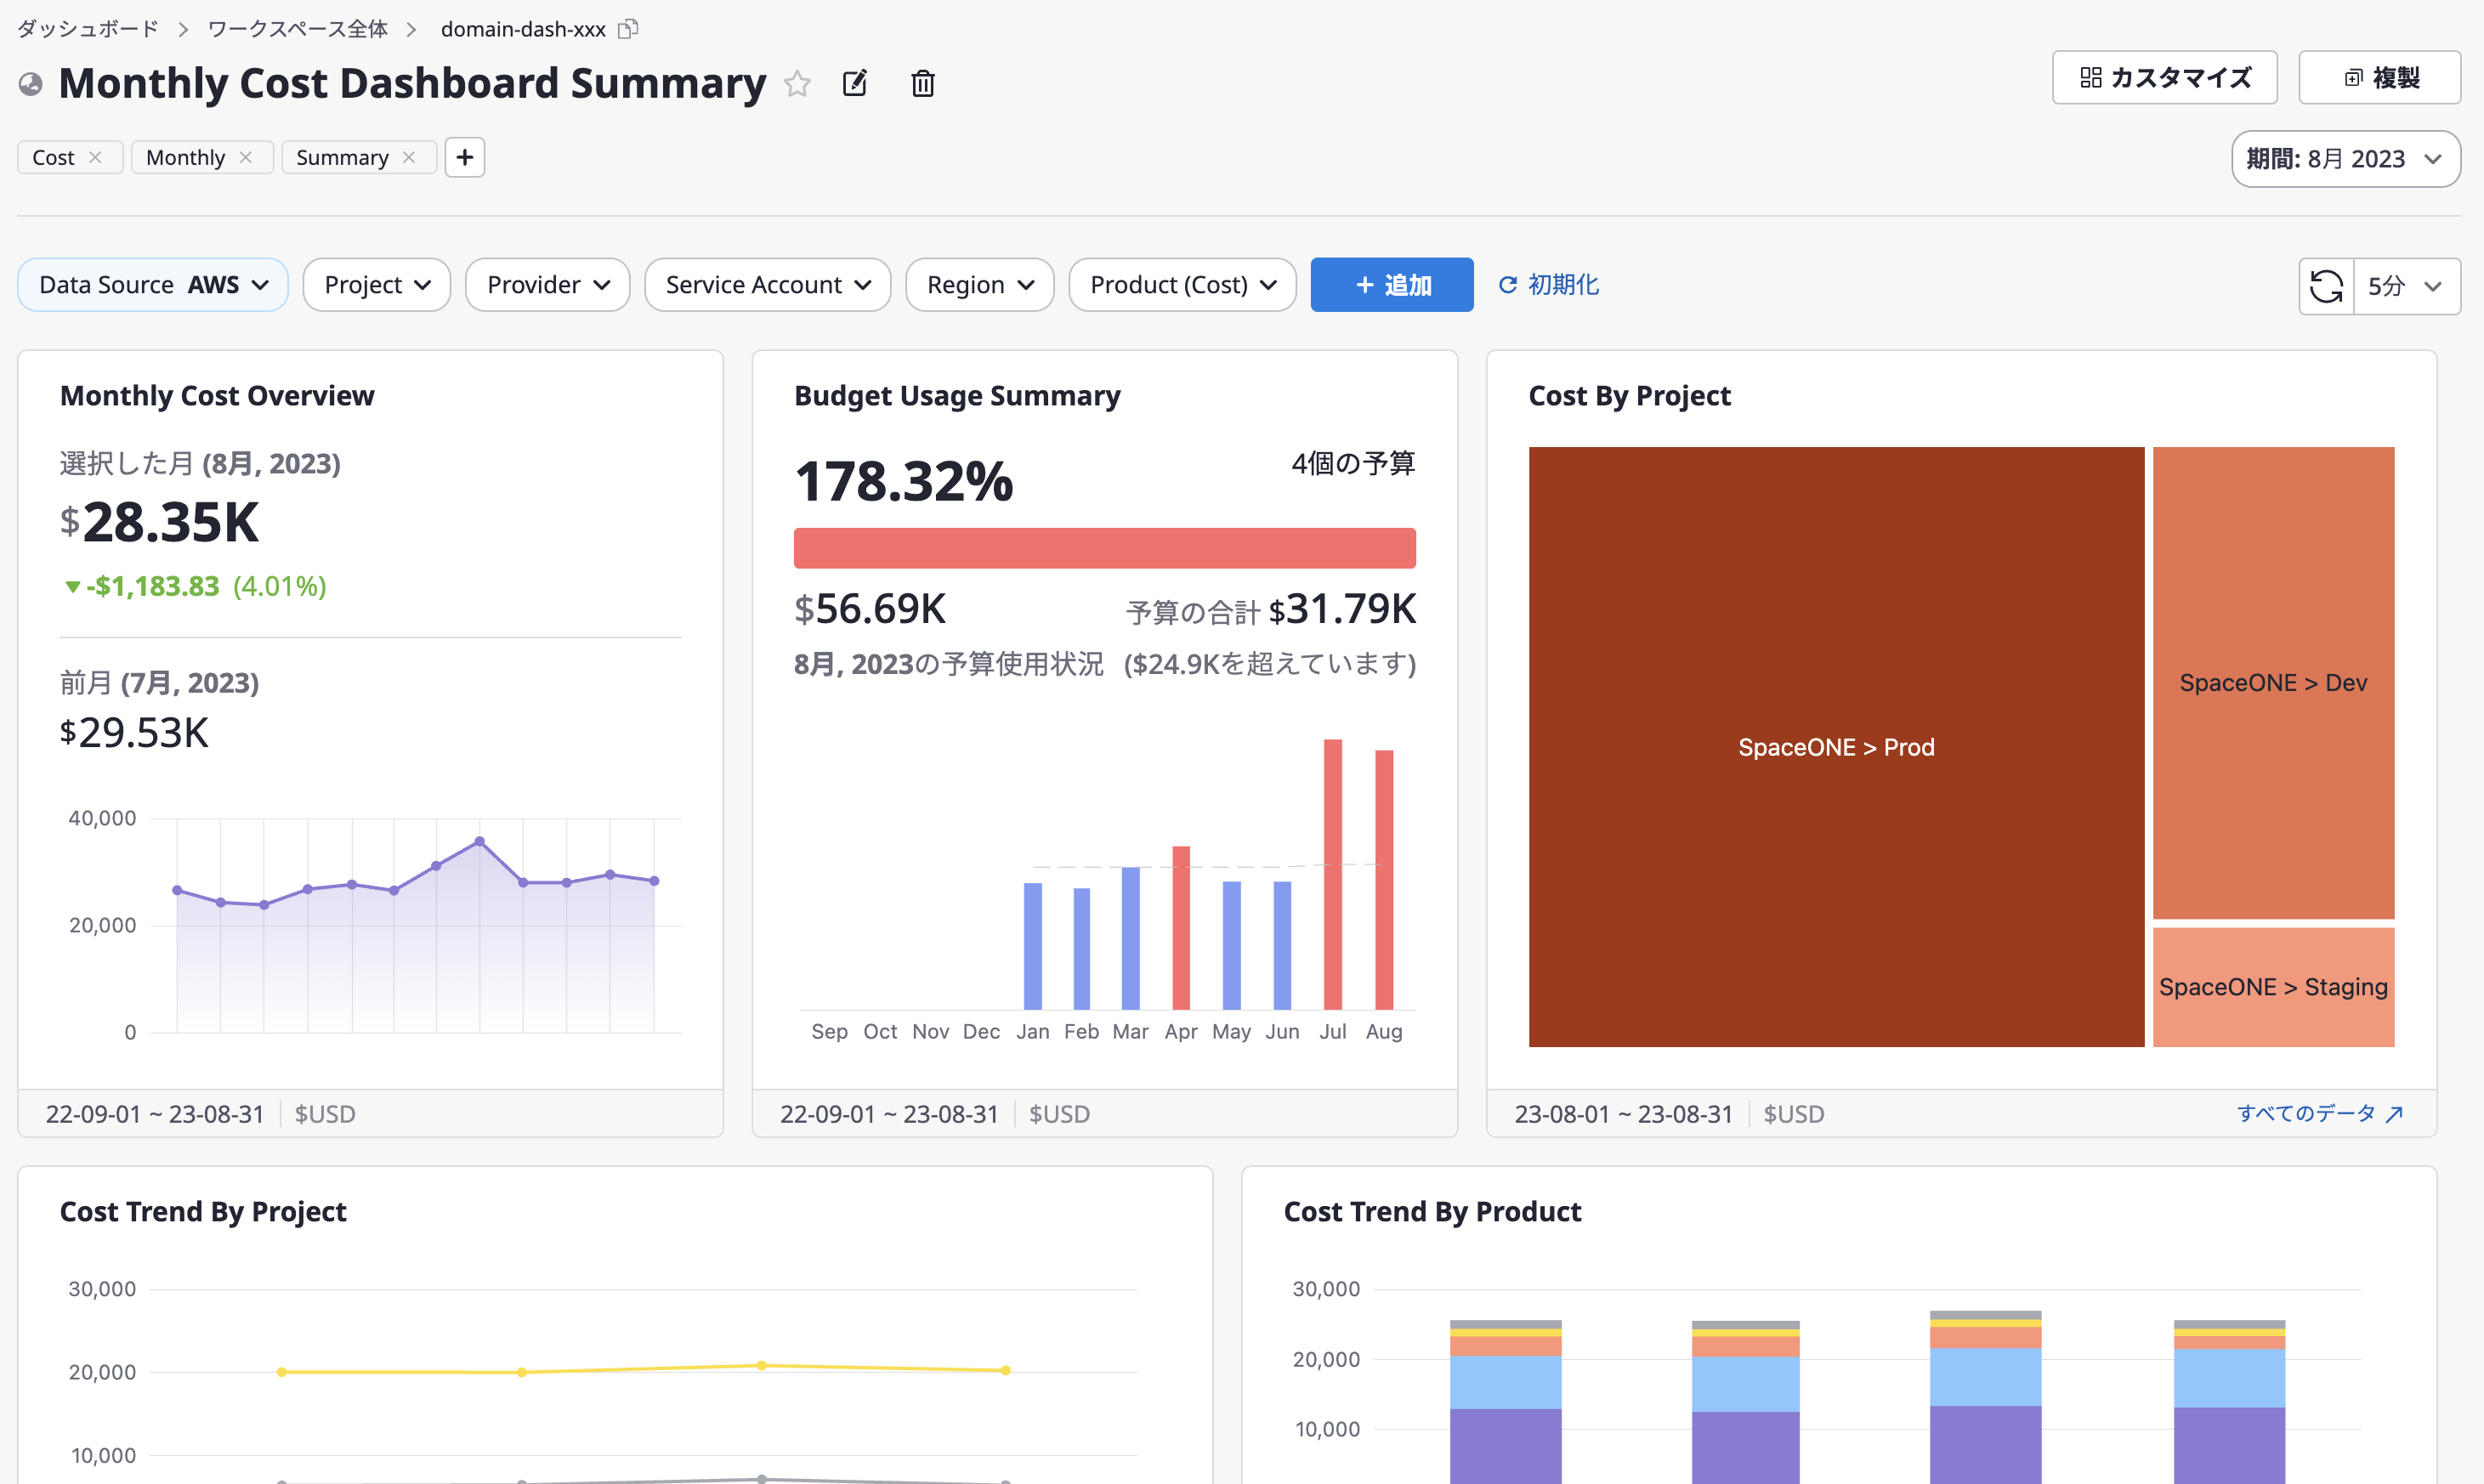 ダッシュボード > ワークスペース全体 > domain-dash-xxx
Monthly Cost Dashboard Summary
カスタマイズ
複製
Cost
Monthly
Summary
期間: 8月 2023
Data Source AWS
Project
Provider
Service Account
Region
Product (Cost)
+ 追加
初期化
5分
Monthly Cost Overview
選択した月 (8月, 2023)
$28.35K
-$1,183.83 (4.01%)
前月 (7月, 2023)
$29.53K
40,000
20,000
0
22-09-01 ~ 23-08-31
$USD
Budget Usage Summary
178.32%
4個の予算
$56.69K
予算の合計 $31.79K
8月, 2023の予算使用状況 ($24.9Kを超えています)
Sep Oct Nov Dec Jan Feb Mar Apr May Jun Jul Aug
22-09-01 ~ 23-08-31
$USD
Cost By Project
SpaceONE > Prod
SpaceONE > Dev
SpaceONE > Staging
23-08-01 ~ 23-08-31
$USD
すべてのデータ
Cost Trend By Project
30,000
20,000
10,000
Cost Trend By Product
30,000
20,000
10,000